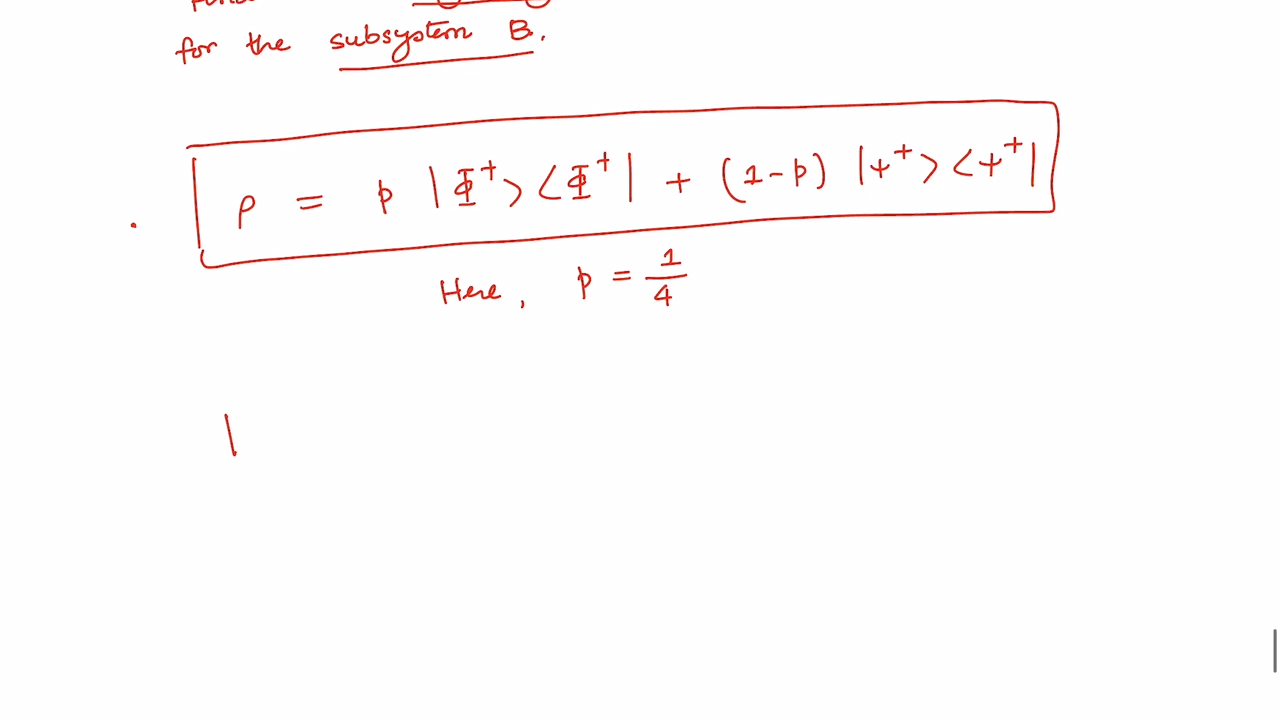 for the subsystem B.
ρ = p |Φ⁺> <Φ⁺| + (1-p) |ψ⁺> <ψ⁺|
Here, p = 1/4
|